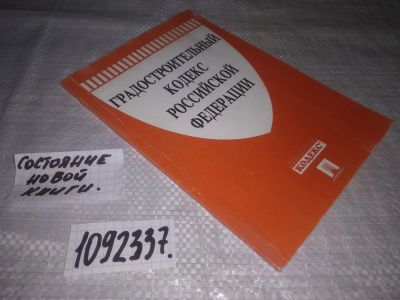 ГРАДОСТРОИТЕЛЬНЫЙ
КОДЕКС
РОССИЙСКОЙ
ФЕДЕРАЦИИ
КОДЕКС
СОСТОЯНИЕ
НОВОЙ
КНИГИ.
1092337.